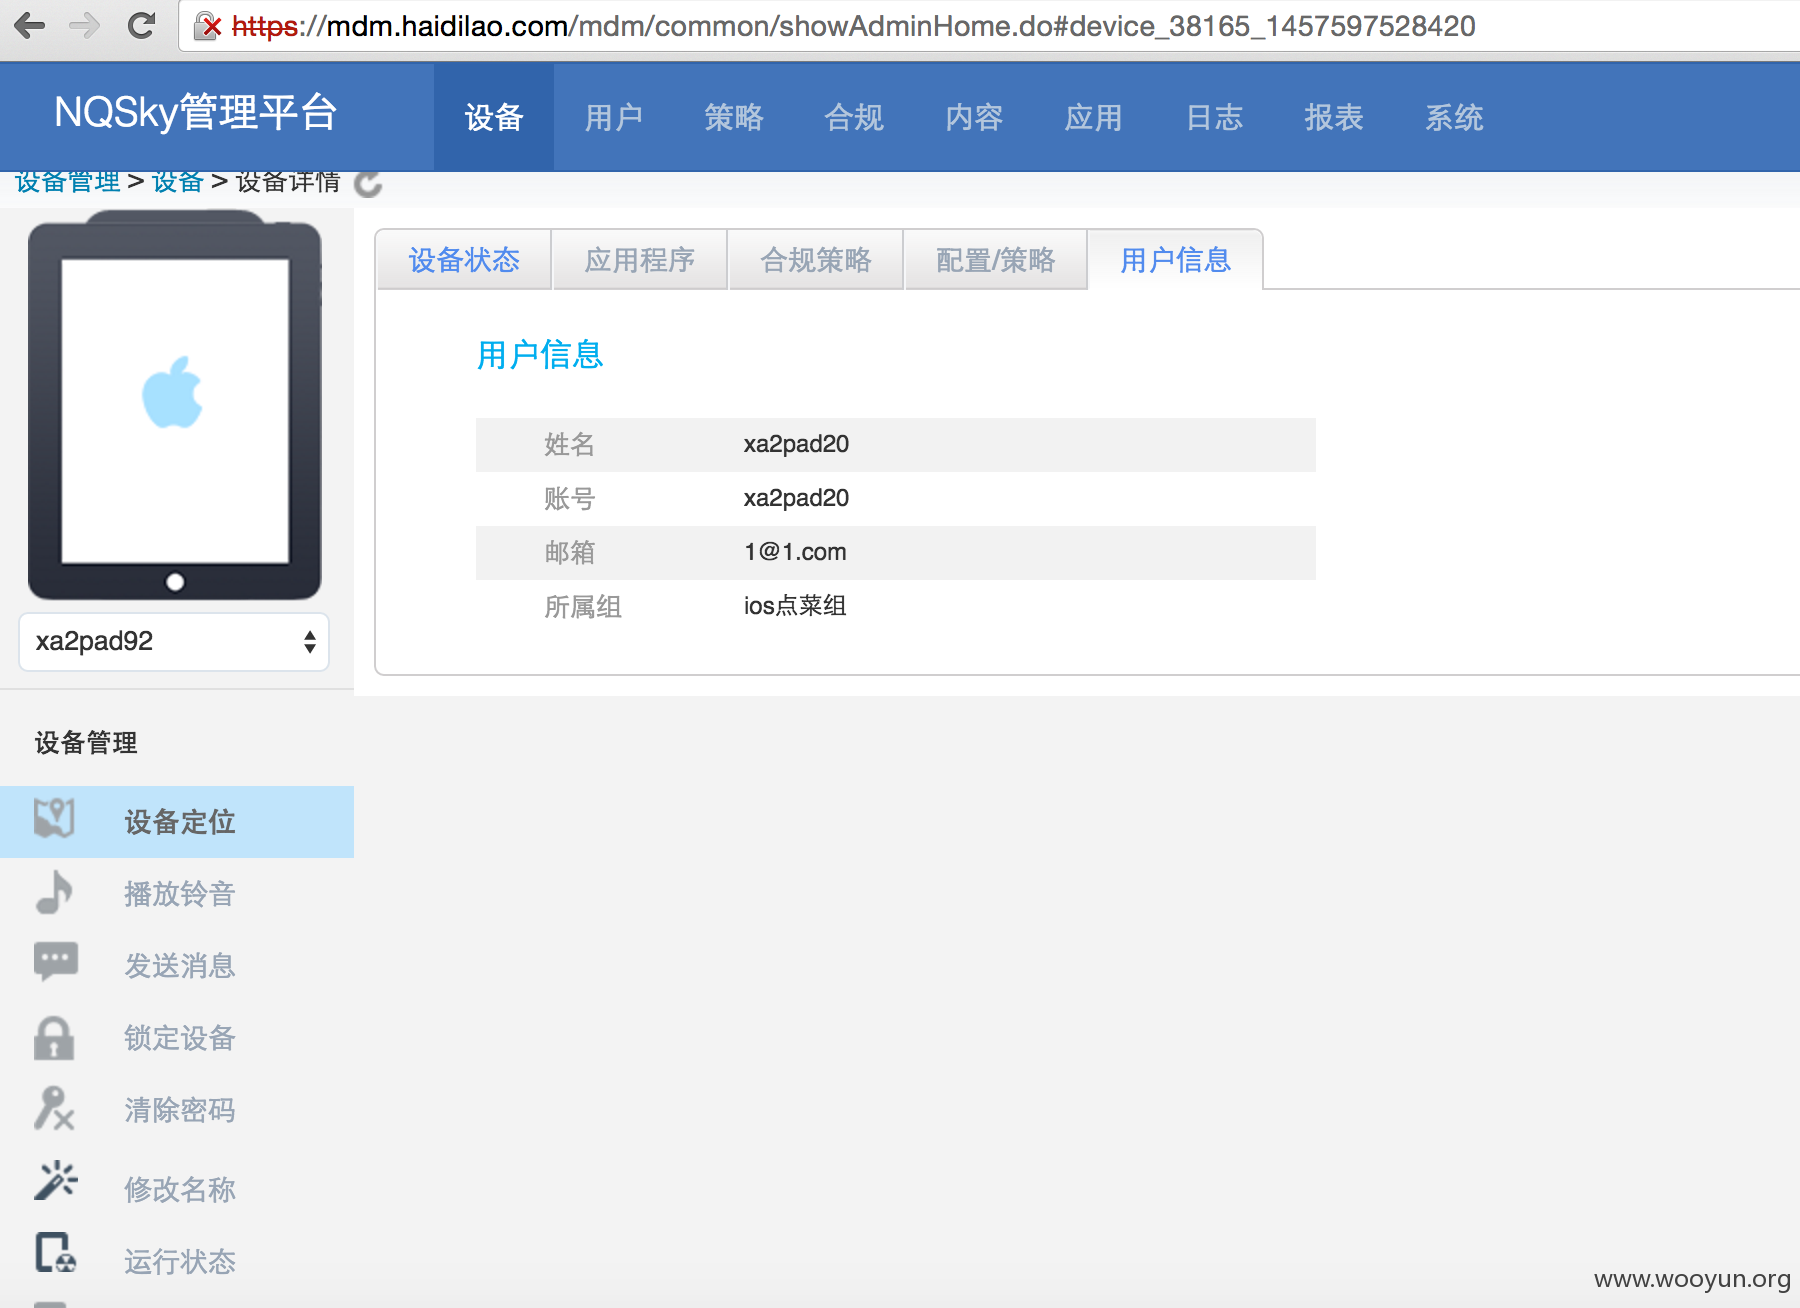 https://mdm.haidilao.com/mdm/common/showAdminHome.do#device_38165_1457597528420
NQSky管理平台
设备 用户 策略 合规 内容 应用 日志 报表 系统
设备管理 > 设备 > 设备详情
设备状态 应用程序 合规策略 配置/策略 用户信息
用户信息
姓名 xa2pad20
账号 xa2pad20
邮箱 1@1.com
所属组 ios点菜组
xa2pad92
设备管理
设备定位
播放铃音
发送消息
锁定设备
清除密码
修改名称
运行状态
www.wooyun.org